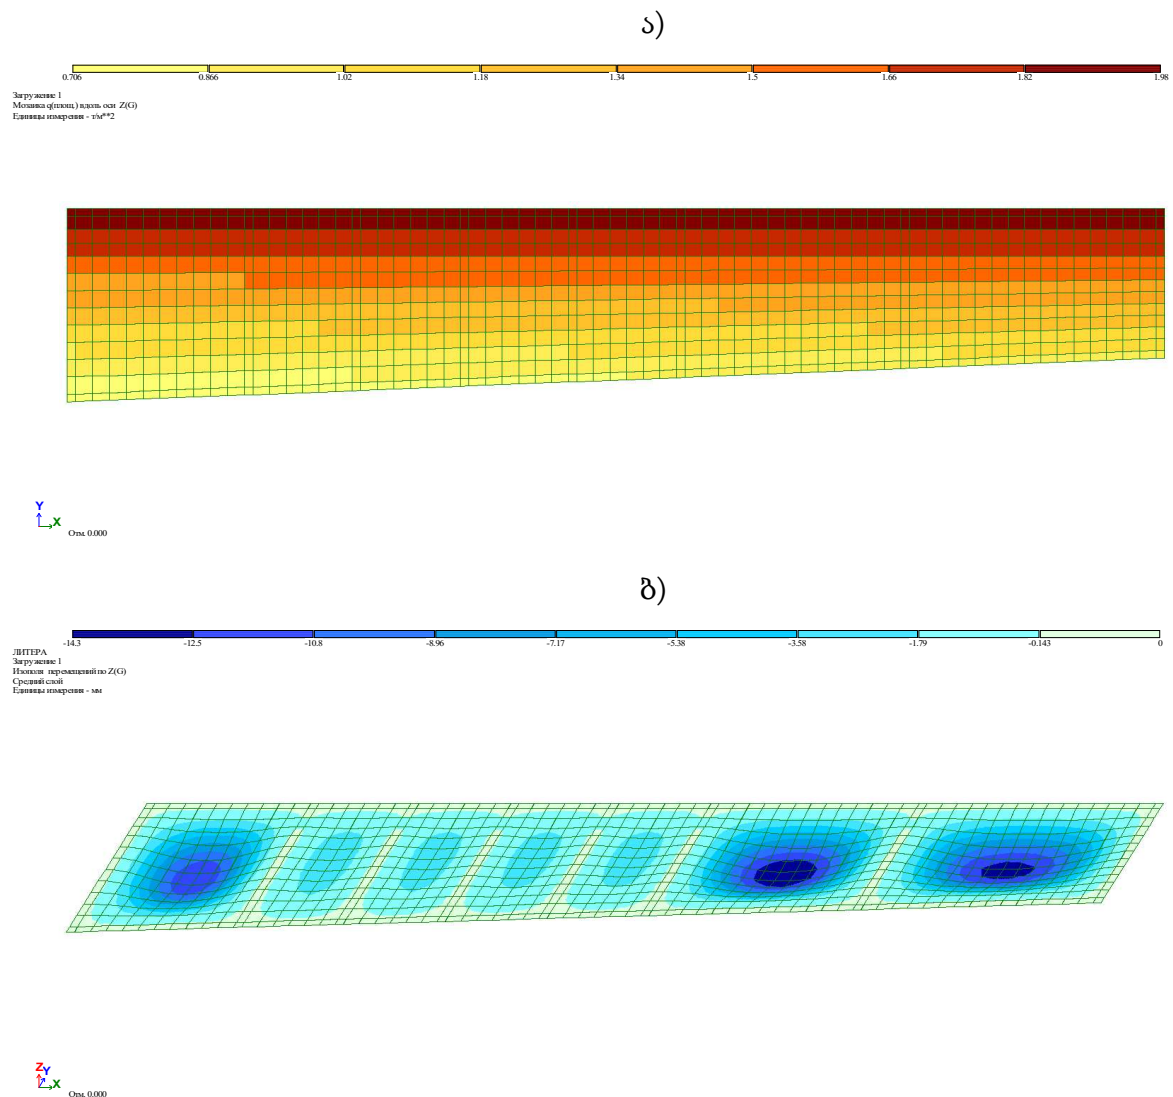 ა)
0.706 0.866 1.02 1.18 1.34 1.5 1.66 1.82 1.98
Загружение 1
Мозаика q(площ.) вдоль оси Z(G)
Единицы измерения - т/м**2
Y
X
Отм. 0.000
ბ)
-14.3 -12.5 -10.8 -8.96 -7.17 -5.38 -3.58 -1.79 -0.143 0
ЛИТЕРА
Загружение 1
Изополя перемещений по Z(G)
Средний слой
Единицы измерения - мм
Z
Y
X
Отм. 0.000